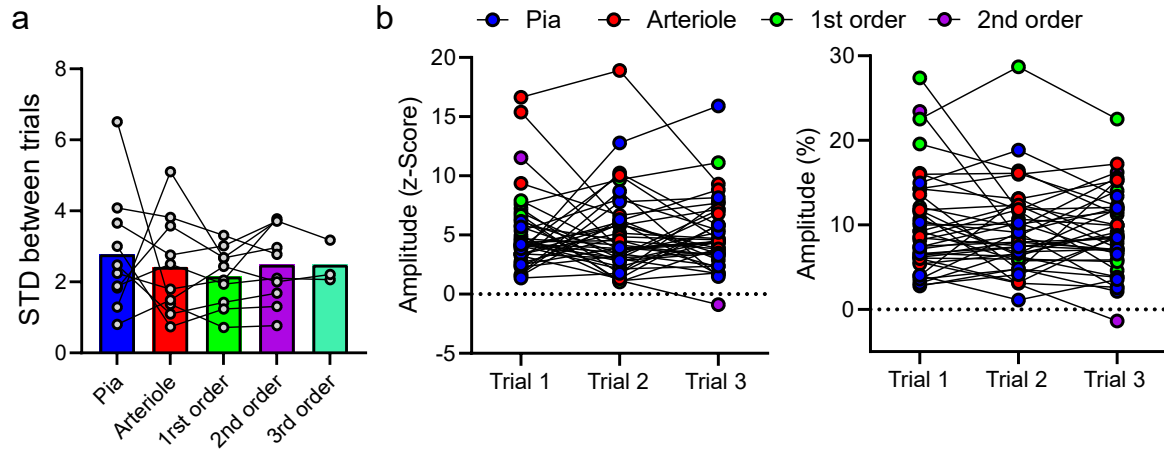 a
STD between trials
8
6
4
2
0
Pia
Arteriole
1rst order
2nd order
3rd order
b
Pia Arteriole 1st order 2nd order
Amplitude (z-Score)
20
15
10
5
0
-5
Trial 1 Trial 2 Trial 3
Amplitude (%)
30
20
10
0
Trial 1 Trial 2 Trial 3